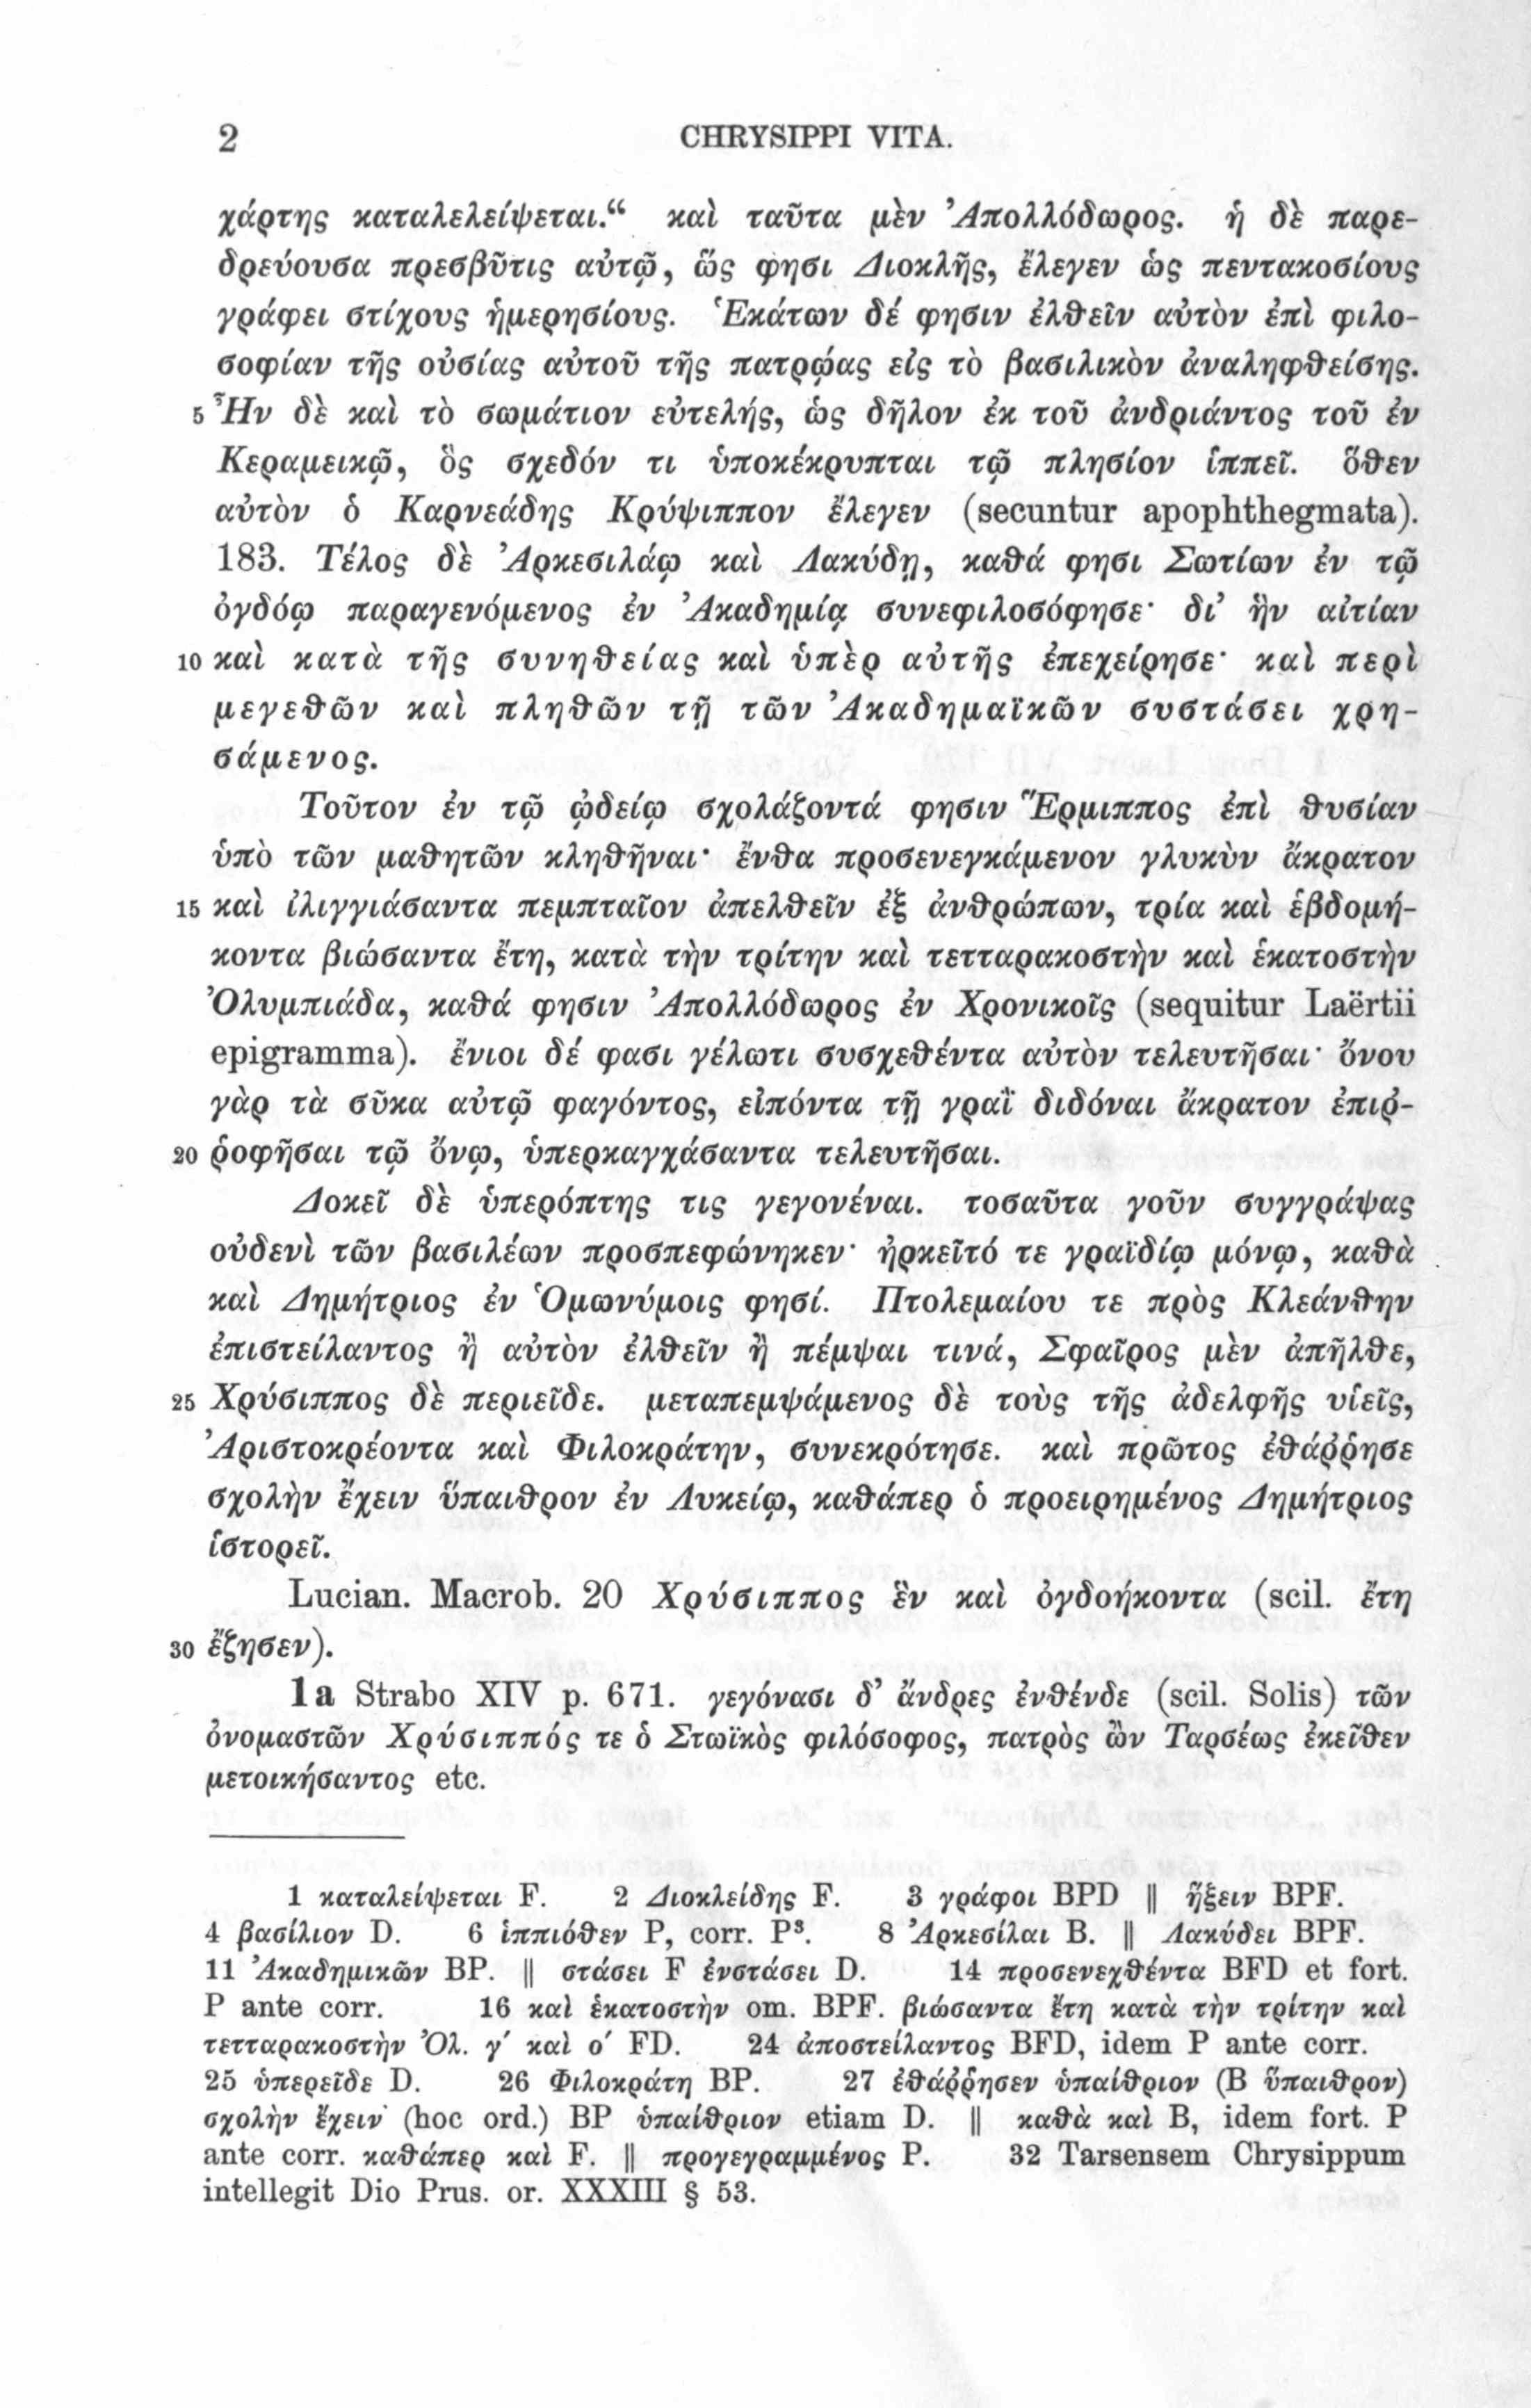 2 CHRYSIPPI VITA.
χάρτης καταλελείψεται.“ καὶ ταῦτα μὲν Ἀπολλόδωρος. ἡ δὲ παρε-
δρεύουσα πρεσβῦτις αὐτῷ, ὥς φησι Διοκλῆς, ἔλεγεν ὡς πεντακοσίους
γράφει στίχους ἡμερησίους. Ἑκάτων δέ φησιν ἐλθεῖν αὐτὸν ἐπὶ φιλο-
σοφίαν τῆς οὐσίας αὐτοῦ τῆς πατρῴας εἰς τὸ βασιλικὸν ἀναληφθείσης.
5 Ἦν δὲ καὶ τὸ σωμάτιον εὐτελής, ὡς δῆλον ἐκ τοῦ ἀνδριάντος τοῦ ἐν
Κεραμεικῷ, ὃς σχεδόν τι ὑποκέκρυπται τῷ πλησίον ἱππεῖ. ὅθεν
αὐτὸν ὁ Καρνεάδης Κρύψιππον ἔλεγεν (secuntur apophthegmata).
183. Τέλος δὲ Ἀρκεσιλάῳ καὶ Λακύδῃ, καθά φησι Σωτίων ἐν τῷ
ὀγδόῳ παραγενόμενος ἐν Ἀκαδημίᾳ συνεφιλοσόφησε· δι’ ἣν αἰτίαν
10 καὶ κατὰ τῆς συνηθείας καὶ ὑπὲρ αὐτῆς ἐπεχείρησε· καὶ περὶ
μεγεθῶν καὶ πληθῶν τῇ τῶν Ἀκαδημαϊκῶν συστάσει χρη-
σάμενος.
Τοῦτον ἐν τῷ ᾠδείῳ σχολάζοντά φησιν Ἕρμιππος ἐπὶ θυσίαν
ὑπὸ τῶν μαθητῶν κληθῆναι· ἔνθα προσενεγκάμενον γλυκὺν ἄκρατον
15 καὶ ἰλιγγιάσαντα πεμπταῖον ἀπελθεῖν ἐξ ἀνθρώπων, τρία καὶ ἑβδομή-
κοντα βιώσαντα ἔτη, κατὰ τὴν τρίτην καὶ τετταρακοστὴν καὶ ἑκατοστὴν
Ὀλυμπιάδα, καθά φησιν Ἀπολλόδωρος ἐν Χρονικοῖς (sequitur Laërtii
epigramma). ἔνιοι δέ φασι γέλωτι συσχεθέντα αὐτὸν τελευτῆσαι· ὄνου
γὰρ τὰ σῦκα αὐτῷ φαγόντος, εἰπόντα τῇ γραῒ διδόναι ἄκρατον ἐπιῤ-
20 ῥοφῆσαι τῷ ὄνῳ, ὑπερκαγχάσαντα τελευτῆσαι.
Δοκεῖ δὲ ὑπερόπτης τις γεγονέναι. τοσαῦτα γοῦν συγγράψας
οὐδενὶ τῶν βασιλέων προσπεφώνηκεν· ἠρκεῖτό τε γραϊδίῳ μόνῳ, καθὰ
καὶ Δημήτριος ἐν Ὁμωνύμοις φησί. Πτολεμαίου τε πρὸς Κλεάνθην
ἐπιστείλαντος ἢ αὐτὸν ἐλθεῖν ἢ πέμψαι τινά, Σφαῖρος μὲν ἀπῆλθε,
25 Χρύσιππος δὲ περιεῖδε. μεταπεμψάμενος δὲ τοὺς τῆς ἀδελφῆς υἱεῖς,
Ἀριστοκρέοντα καὶ Φιλοκράτην, συνεκρότησε. καὶ πρῶτος ἐθάῤῥησε
σχολὴν ἔχειν ὕπαιθρον ἐν Λυκείῳ, καθάπερ ὁ προειρημένος Δημήτριος
ἱστορεῖ.
Lucian. Macrob. 20 Χρύσιππος ἓν καὶ ὀγδοήκοντα (scil. ἔτη
30 ἔζησεν).
1a Strabo XIV p. 671. γεγόνασι δ’ ἄνδρες ἐνθένδε (scil. Solis) τῶν
ὀνομαστῶν Χρύσιππός τε ὁ Στωϊκὸς φιλόσοφος, πατρὸς ὢν Ταρσέως ἐκεῖθεν
μετοικήσαντος etc.
1 καταλείψεται F. 2 Διοκλείδης F. 3 γράφοι BPD || ἥξειν BPF.
4 βασίλιον D. 6 ἱππιόθεν P, corr. P³. 8 Ἀρκεσίλαι B. || Λακύδει BPF.
11 Ἀκαδημικῶν BP. || στάσει F ἐνστάσει D. 14 προσενεχθέντα BFD et fort.
P ante corr. 16 καὶ ἑκατοστὴν om. BPF. βιώσαντα ἔτη κατὰ τὴν τρίτην καὶ
τετταρακοστὴν Ὀλ. γ′ καὶ ο′ FD. 24 ἀποστείλαντος BFD, idem P ante corr.
25 ὑπερεῖδε D. 26 Φιλοκράτη BP. 27 ἐθάῤῥησεν ὑπαίθριον (B ὕπαιθρον)
σχολὴν ἔχειν (hoc ord.) BP ὑπαίθριον etiam D. || καθὰ καὶ B, idem fort. P
ante corr. καθάπερ καὶ F. || προγεγραμμένος P. 32 Tarsensem Chrysippum
intellegit Dio Prus. or. XXXIII § 53.